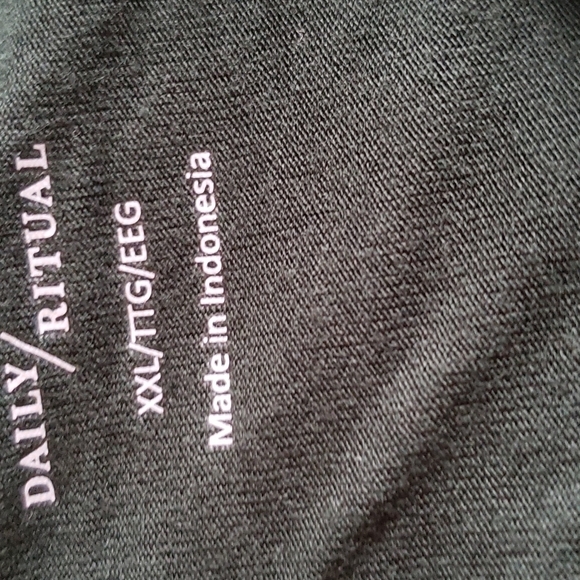 DAILY/
RITUAL
XXL/TTG/EEG
Made in Indonesia